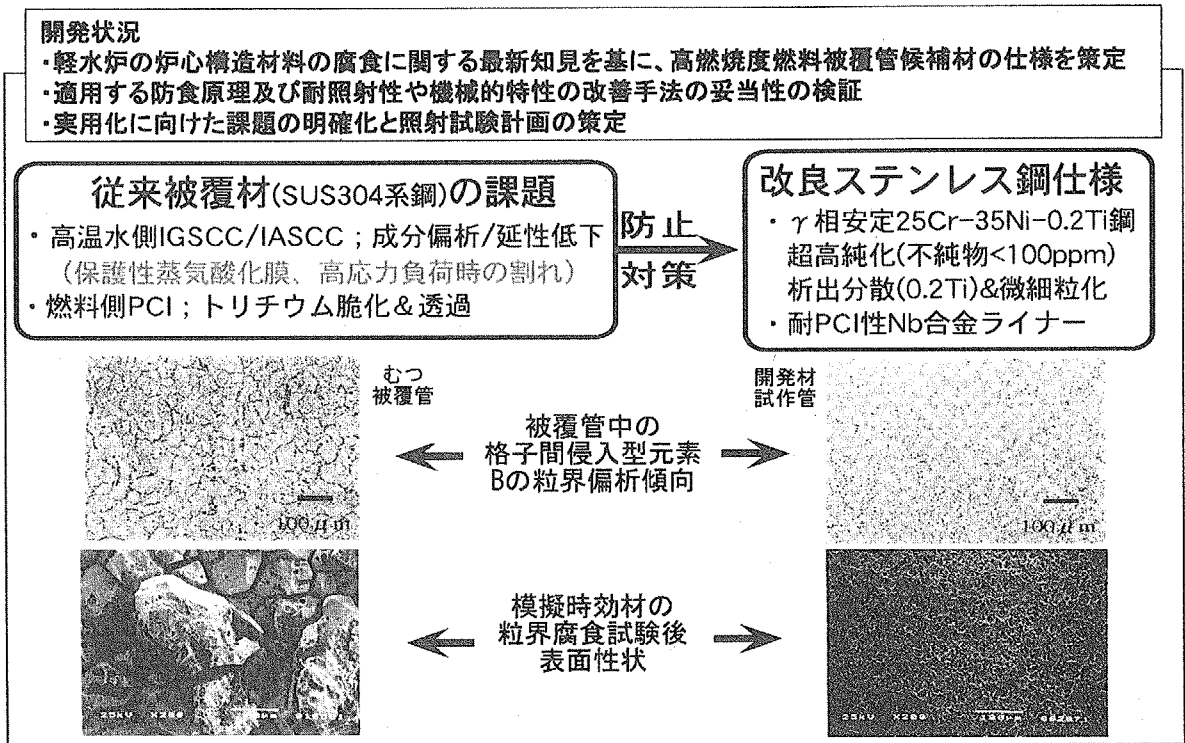 開発状況
・軽水炉の炉心構造材料の腐食に関する最新知見を基に、高燃焼度燃料被覆管候補材の仕様を策定
・適用する防食原理及び耐照射性や機械的特性の改善手法の妥当性の検証
・実用化に向けた課題の明確化と照射試験計画の策定
従来被覆材(SUS304系鋼)の課題
・高温水側IGSCC/IASCC；成分偏析/延性低下
（保護性蒸気酸化膜、高応力負荷時の割れ）
・燃料側PCI；トリチウム脆化＆透過
防止
対策
改良ステンレス鋼仕様
・γ相安定25Cr-35Ni-0.2Ti鋼
超高純化(不純物<100ppm)
析出分散(0.2Ti)&微細粒化
・耐PCI性Nb合金ライナー
むつ
被覆管
開発材
試作管
被覆管中の
格子間侵入型元素
Bの粒界偏析傾向
100μm
100μm
模擬時効材の
粒界腐食試験後
表面性状
25kU X200
25kU X200